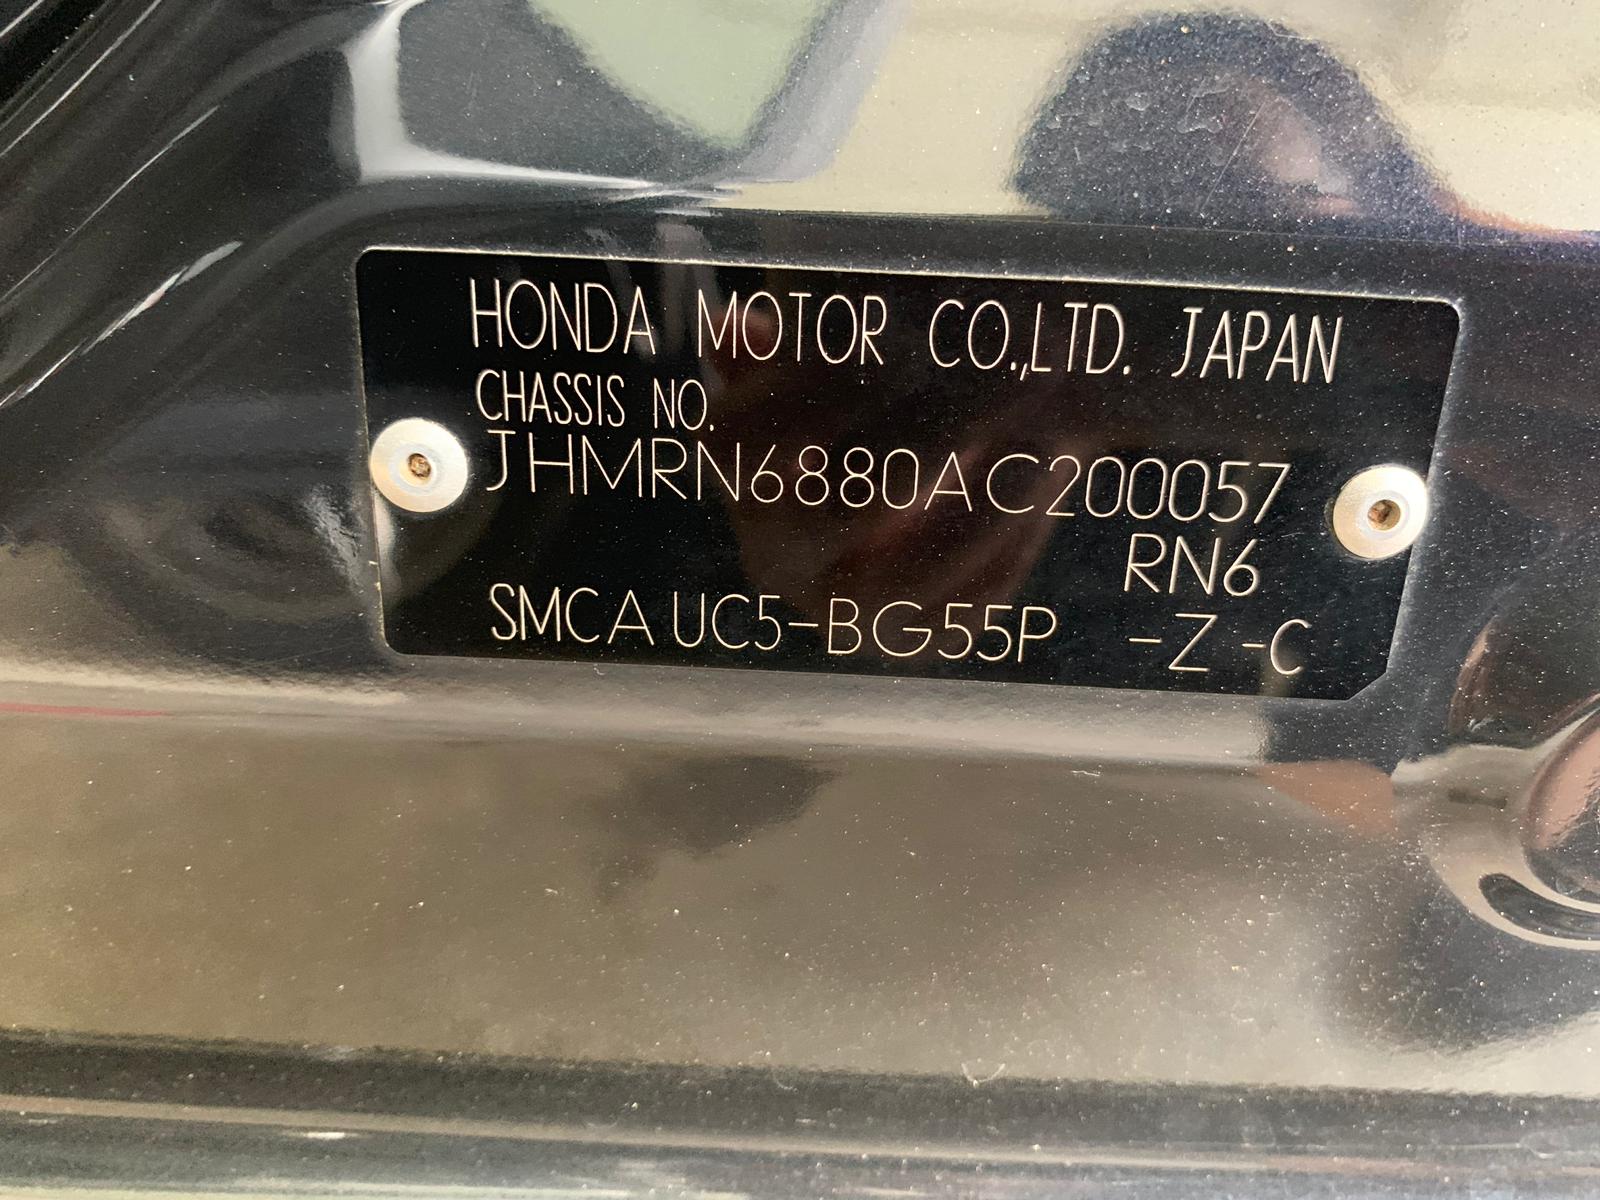 HONDA MOTOR CO.,LTD. JAPAN
CHASSIS NO.
JHMRN6880AC200057
RN6
SMCA UC5-BG55P -Z -C